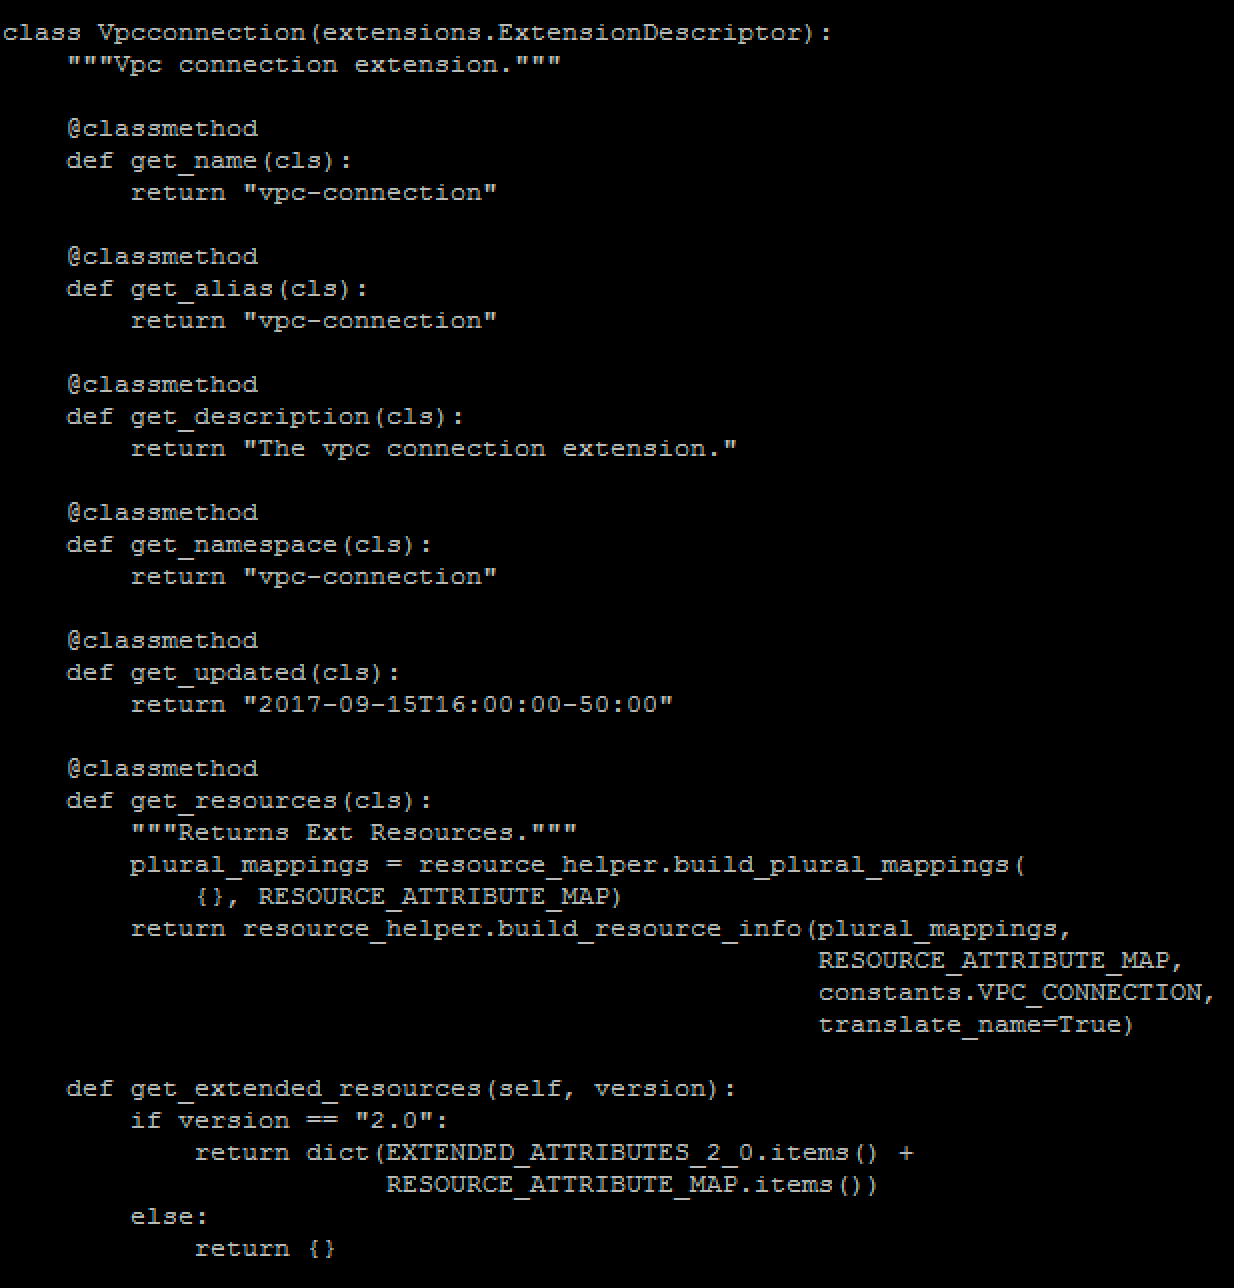 class Vpcconnection(extensions.ExtensionDescriptor):
    """Vpc connection extension."""

    @classmethod
    def get_name(cls):
        return "vpc-connection"

    @classmethod
    def get_alias(cls):
        return "vpc-connection"

    @classmethod
    def get_description(cls):
        return "The vpc connection extension."

    @classmethod
    def get_namespace(cls):
        return "vpc-connection"

    @classmethod
    def get_updated(cls):
        return "2017-09-15T16:00:00-50:00"

    @classmethod
    def get_resources(cls):
        """Returns Ext Resources."""
        plural_mappings = resource_helper.build_plural_mappings(
            {}, RESOURCE_ATTRIBUTE_MAP)
        return resource_helper.build_resource_info(plural_mappings,
                                                   RESOURCE_ATTRIBUTE_MAP,
                                                   constants.VPC_CONNECTION,
                                                   translate_name=True)

    def get_extended_resources(self, version):
        if version == "2.0":
            return dict(EXTENDED_ATTRIBUTES_2_0.items() +
                        RESOURCE_ATTRIBUTE_MAP.items())
        else:
            return {}